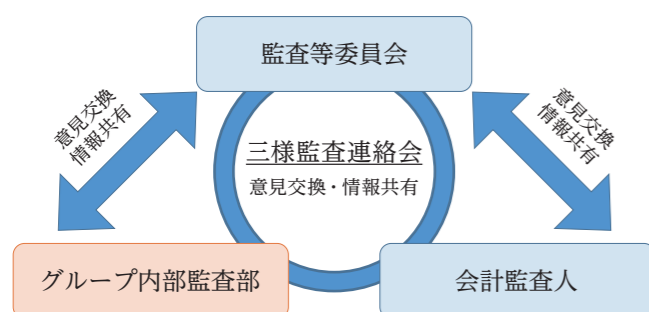 監査等委員会
意見交換
情報共有
意見交換
情報共有
三様監査連絡会
意見交換・情報共有
グループ内部監査部
会計監査人